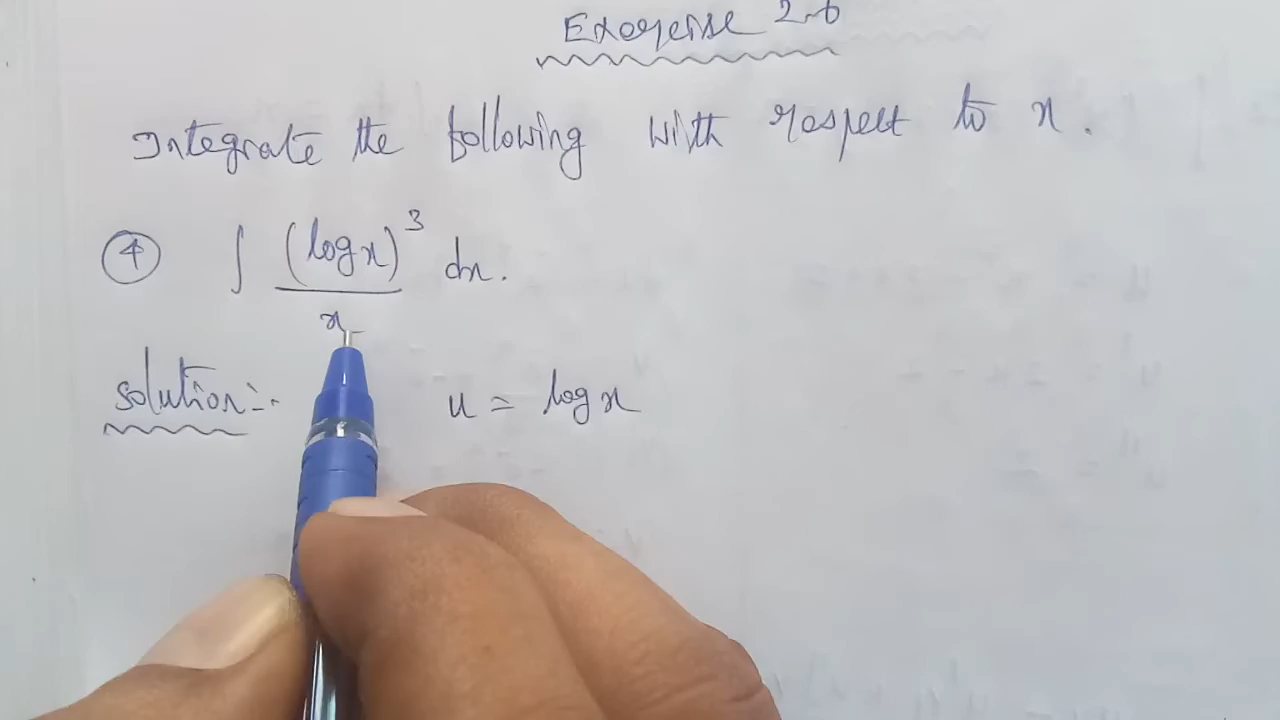 Exercise 2.6
Integrate the following with respect to x.
④ ∫ (log x)³ / x dx.
solution:-
u = log x